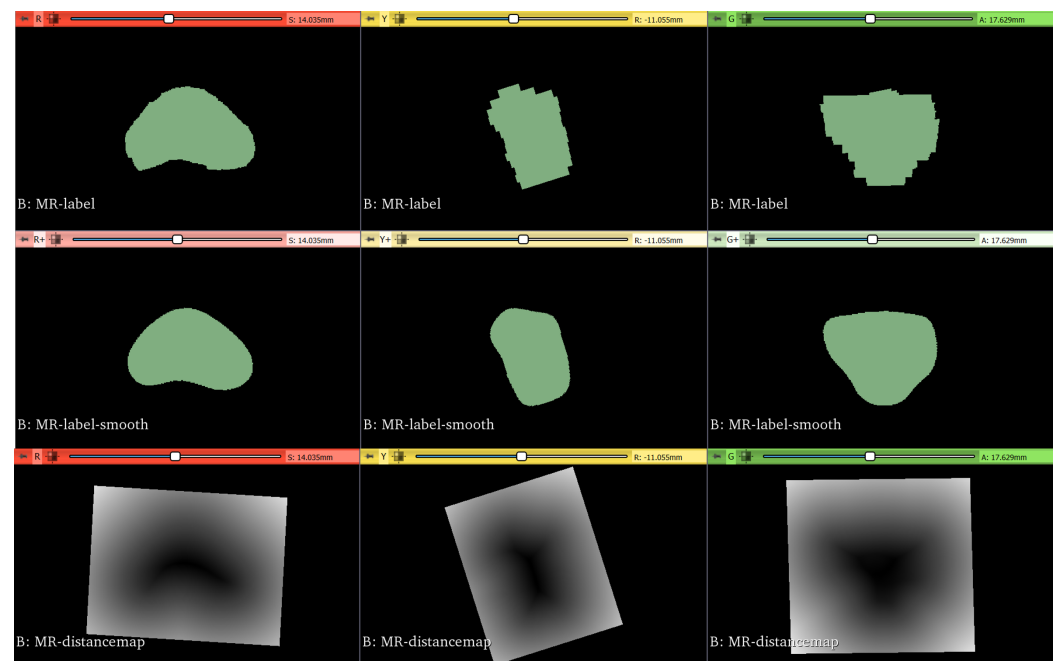 R S: 14.035mm Y R: -11.055mm G A: 17.629mm
B: MR-label B: MR-label B: MR-label
R+ S: 14.035mm Y+ R: -11.055mm G+ A: 17.629mm
B: MR-label-smooth B: MR-label-smooth B: MR-label-smooth
R S: 14.035mm Y R: -11.055mm G A: 17.629mm
B: MR-distancemap B: MR-distancemap B: MR-distancemap